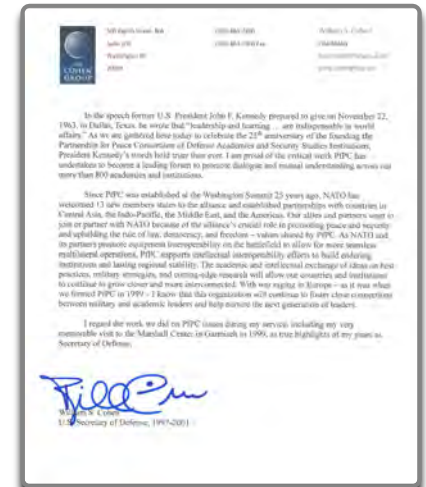 THE
COHEN
GROUP
William S. Cohen
In the speech former U.S. President John F. Kennedy prepared to give on November 22,
1963, in Dallas, Texas, he wrote that "leadership and learning ... are indispensable in world
affairs." As we are gathered here today to celebrate the 25th anniversary of the founding the
Partnership for Peace Consortium of Defense Academies and Security Studies Institutions,
President Kennedy's words hold truer than ever. I am proud of the critical work PfPC has
undertaken to become a leading forum to promote dialogue and mutual understanding across our
more than 800 academies and institutions.
Since PfPC was established at the Washington Summit 25 years ago, NATO has
welcomed 13 new members states to the alliance and established partnerships with countries in
Central Asia, the Indo-Pacific, the Middle East, and the Americas. Our allies and partners want to
join or partner with NATO because of the alliance's crucial role in promoting peace and security
and upholding the rule of law, democracy, and freedom – values shared by PfPC. As NATO and
its partners promote equipment interoperability on the battlefield to allow for more seamless
multilateral operations, PfPC supports intellectual interoperability efforts to build enduring
institutions and lasting regional stability. The academic and intellectual exchange of ideas on best
practices, military strategies, and cutting-edge research will allow our countries and institutions
to continue to grow closer and more interconnected. With war raging in Europe – as it was when
we formed PfPC in 1999 – I know that this organization will continue to foster close connections
between military and academic leaders and help nurture the next generation of leaders.
I regard the work we did on PfPC issues during my service, including my very
memorable visit to the Marshall Center in Garmisch in 1999, as true highlights of my years as
Secretary of Defense.
William S. Cohen
U.S. Secretary of Defense, 1997-2001